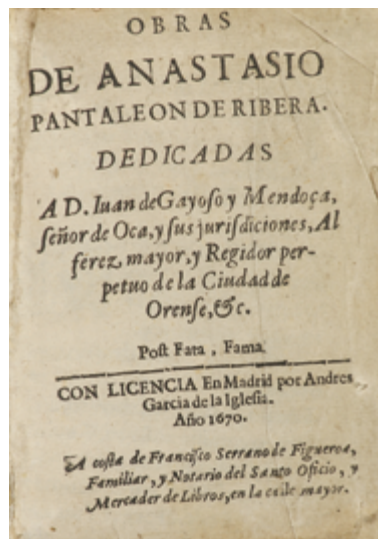 OBRAS
DE ANASTASIO
PANTALEON DE RIBERA.
DEDICADAS
A D. Iuan de Gayoſo y Mendoça,
ſeñor de Oca, y ſus juriſdiciones, Al
ferez mayor, y Regidor per-
petuo de la Ciudad de
Orenſe, &c.
Poſt Fata, Fama.
CON LICENCIA En Madrid por Andres
Garcia de la Igleſia.
Año 1670.
A coſta de Franciſco Serrano de Figueroa,
Familiar, y Notario del Santo Oficio, y
Mercader de Libros, en la calle mayor.